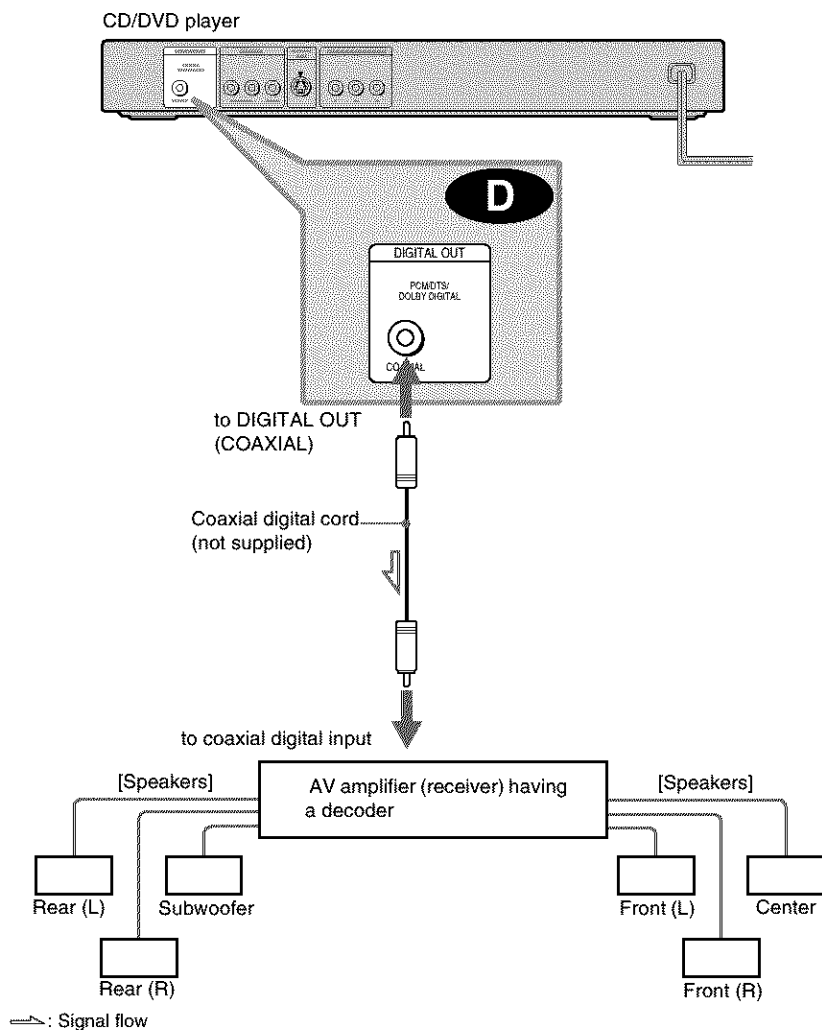 CD/DVD player
D
DIGITAL OUT
PCM/DTS/
DOLBY DIGITAL
to DIGITAL OUT
(COAXIAL)
Coaxial digital cord
(not supplied)
to coaxial digital input
[Speakers]
AV amplifier (receiver) having
a decoder
[Speakers]
Rear (L)
Subwoofer
Front (L)
Center
Rear (R)
Front (R)
: Signal flow